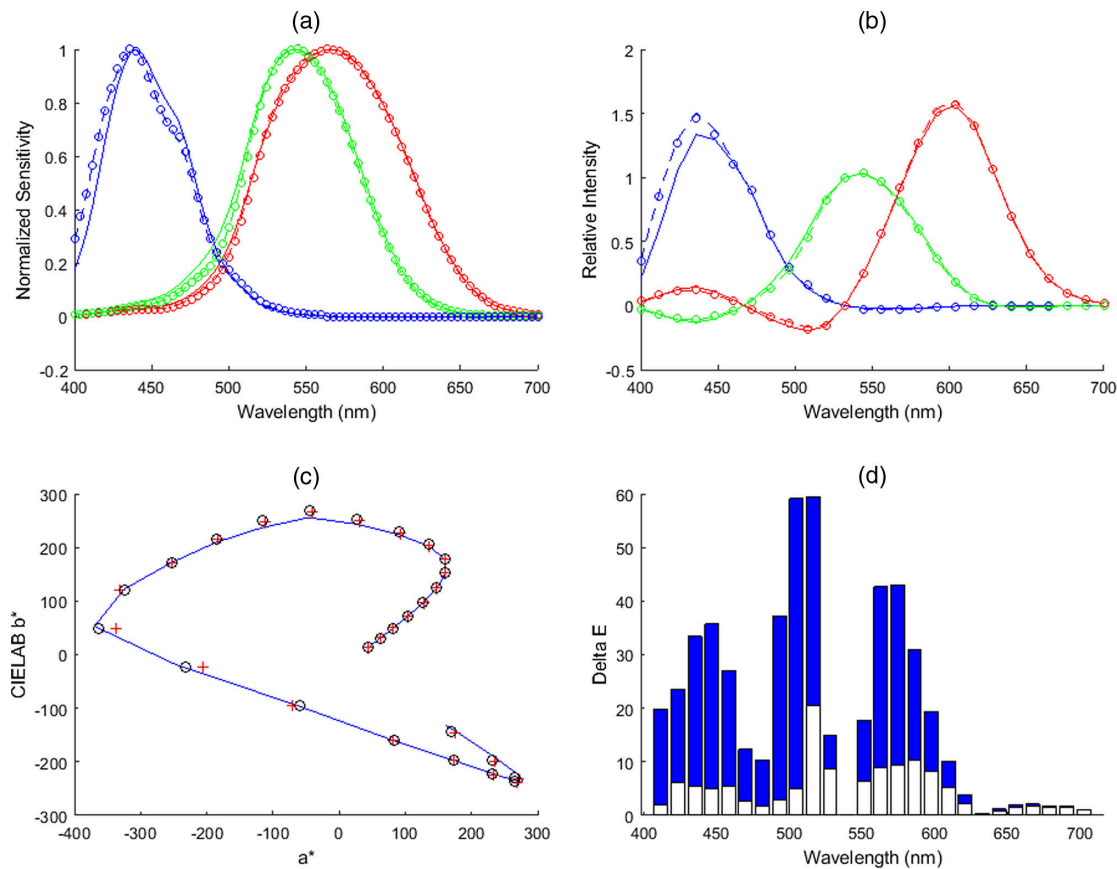 (a)
1
0.8
0.6
0.4
0.2
0
-0.2
Normalized Sensitivity
400 450 500 550 600 650 700
Wavelength (nm)
(b)
2
1.5
1
0.5
0
-0.5
Relative Intensity
400 450 500 550 600 650 700
Wavelength (nm)
(c)
300
200
100
0
-100
-200
-300
CIELAB b*
-400 -300 -200 -100 0 100 200 300
a*
(d)
60
50
40
30
20
10
0
Delta E
400 450 500 550 600 650 700
Wavelength (nm)